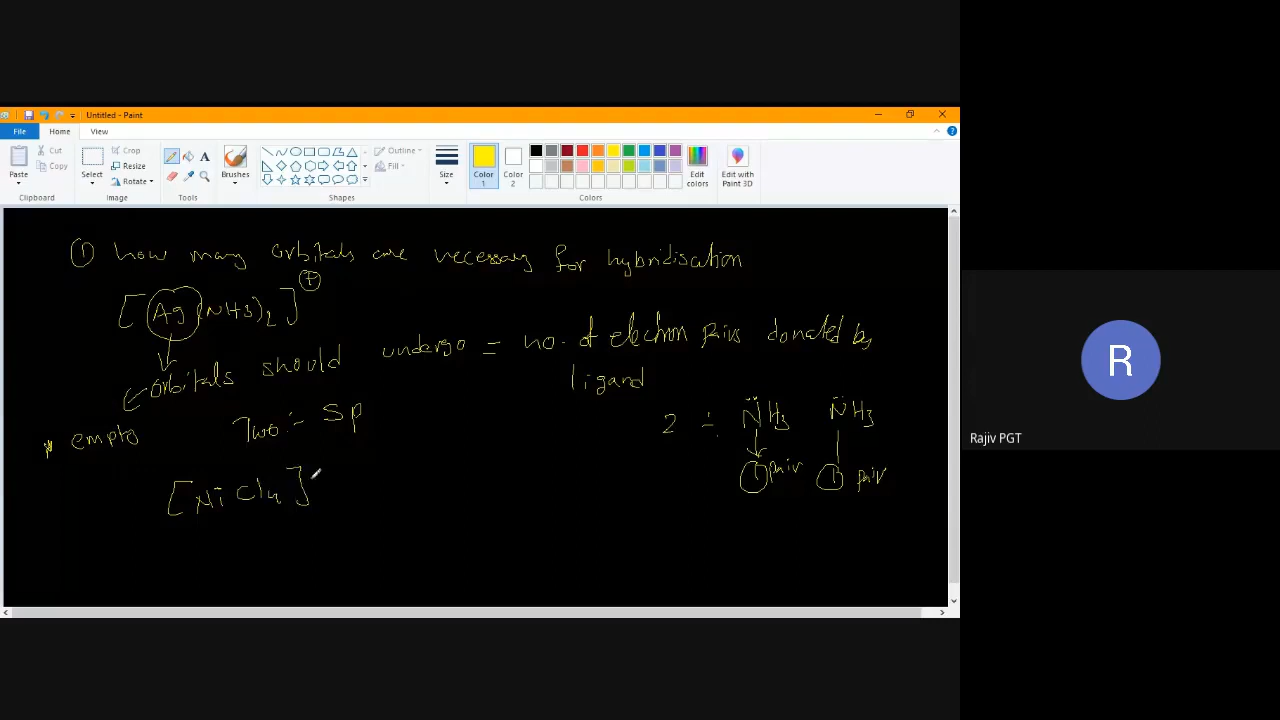 Untitled - Paint
File Home View
Paste Cut Copy Select Crop Resize Rotate Brushes Outline Fill Size Color 1 Color 2 Edit colors Edit with Paint 3D
Clipboard Image Tools Shapes Colors
① how many orbitals are necessary for hybridisation
[Ag(NH3)2]⊕
orbitals should undergo = no. of electron pairs donated by
ligand
empty Two :- sp
2 ÷ N̈H3 N̈H3
① pair ① pair
[NiCl4]
R
Rajiv PGT